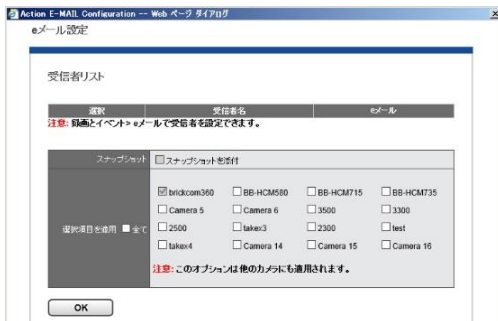 Action E-MAIL Configuration -- Web ページ ダイアログ
eメール設定
受信者リスト
選択 受信者名 eメール
注意: 録画とイベント> eメールで受信者を設定できます。
スナップショット スナップショットを添付
選択項目を適用 全て
brickcom360 BB-HCM580 BB-HCM715 BB-HCM735
Camera 5 Camera 6 3500 3300
2500 takex3 2300 test
takex4 Camera 14 Camera 15 Camera 16
注意: このオプションは他のカメラにも適用されます。
OK